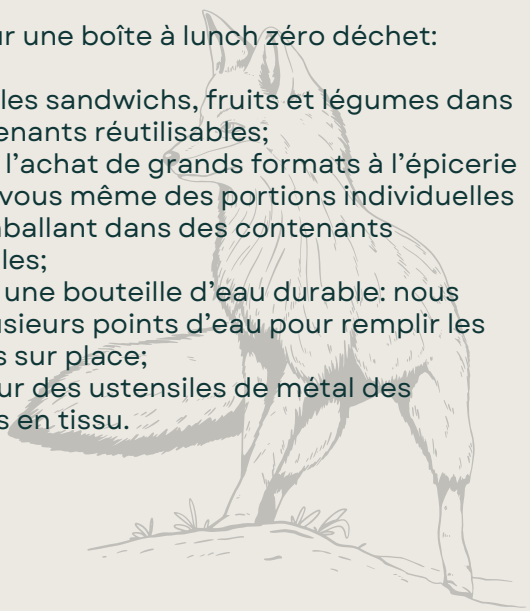 r une boîte à lunch zéro déchet:
les sandwichs, fruits et légumes dans
enants réutilisables;
l’achat de grands formats à l’épicerie
vous même des portions individuelles
ballant dans des contenants
les;
une bouteille d’eau durable: nous
usieurs points d’eau pour remplir les
s sur place;
ur des ustensiles de métal des
s en tissu.